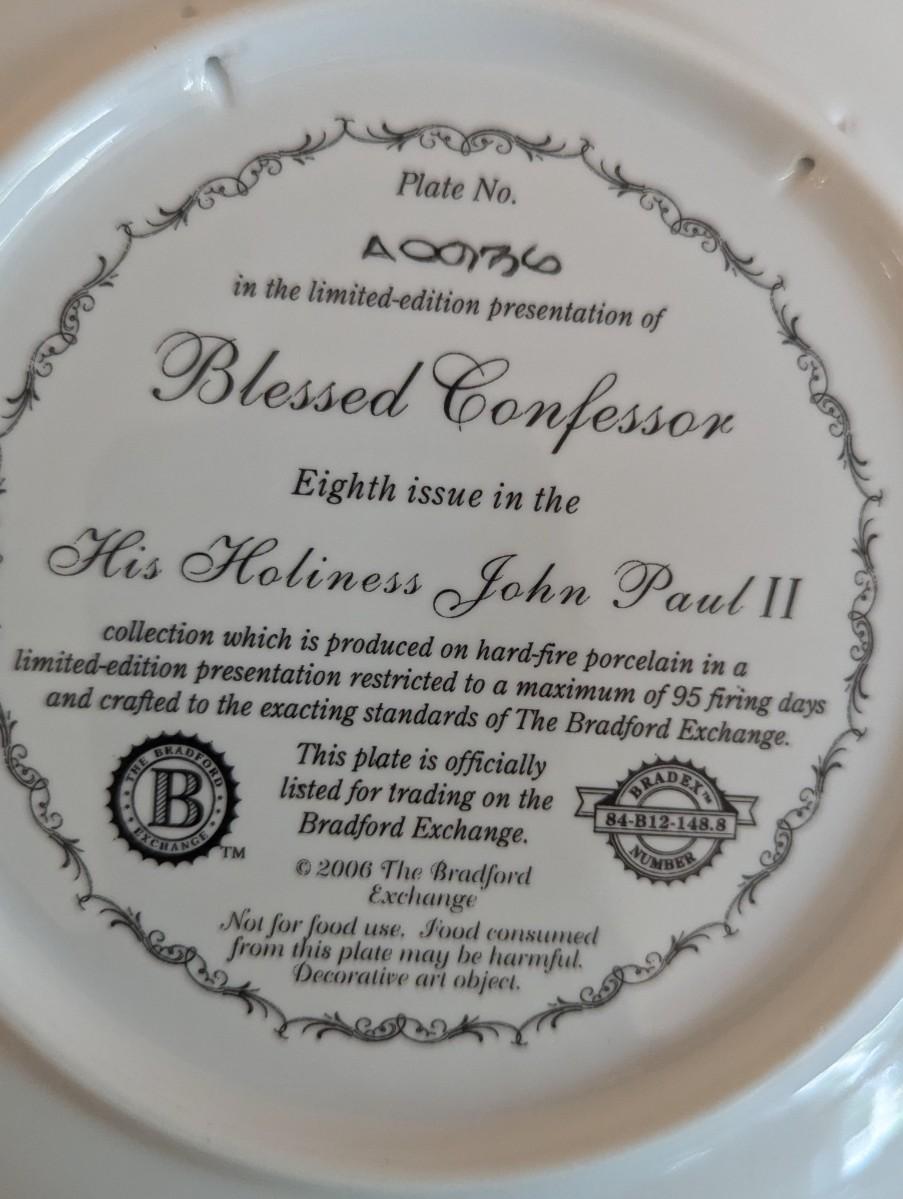 Plate No.
in the limited-edition presentation of
Blessed Confessor
Eighth issue in the
His Holiness John Paul II
collection which is produced on hard-fire porcelain in a
limited-edition presentation restricted to a maximum of 95 firing days
and crafted to the exacting standards of The Bradford Exchange.
This plate is officially
listed for trading on the
Bradford Exchange.
THE BRADFORD
B
EXCHANGE
TM
BRADEX™
84-B12-148.8
NUMBER
© 2006 The Bradford
Exchange
Not for food use. Food consumed
from this plate may be harmful.
Decorative art object.